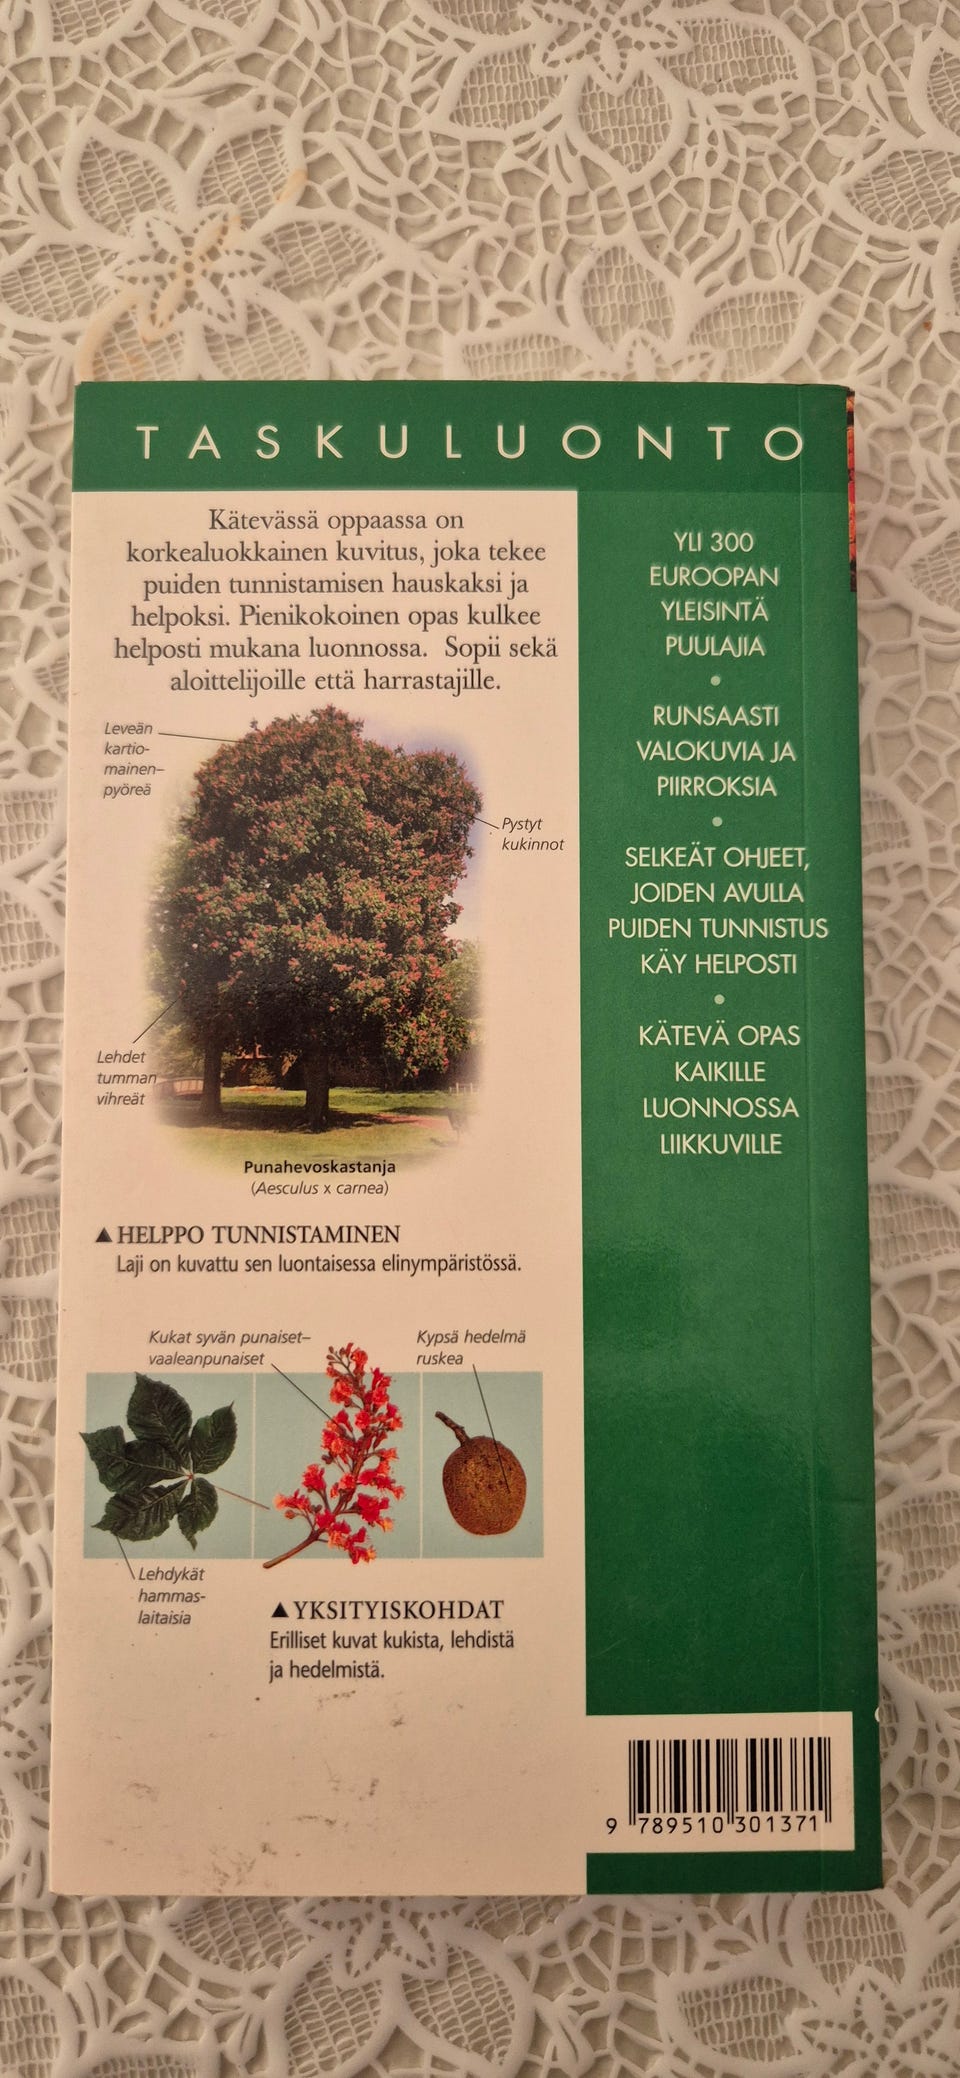 TASKULUONTO
Kätevässä oppaassa on
korkealuokkainen kuvitus, joka tekee
puiden tunnistamisen hauskaksi ja
helpoksi. Pienikokoinen opas kulkee
helposti mukana luonnossa. Sopii sekä
aloittelijoille että harrastajille.
Leveän
kartio-
mainen–
pyöreä
Pystyt
kukinnot
Lehdet
tumman
vihreät
Punahevoskastanja
(Aesculus x carnea)
▲HELPPO TUNNISTAMINEN
Laji on kuvattu sen luontaisessa elinympäristössä.
Kukat syvän punaiset–
vaaleanpunaiset
Kypsä hedelmä
ruskea
Lehdykät
hammas-
laitaisia
▲YKSITYISKOHDAT
Erilliset kuvat kukista, lehdistä
ja hedelmistä.
YLI 300
EUROOPAN
YLEISINTÄ
PUULAJIA
•
RUNSAASTI
VALOKUVIA JA
PIIRROKSIA
•
SELKEÄT OHJEET,
JOIDEN AVULLA
PUIDEN TUNNISTUS
KÄY HELPOSTI
•
KÄTEVÄ OPAS
KAIKILLE
LUONNOSSA
LIIKKUVILLE
9 789510 301371